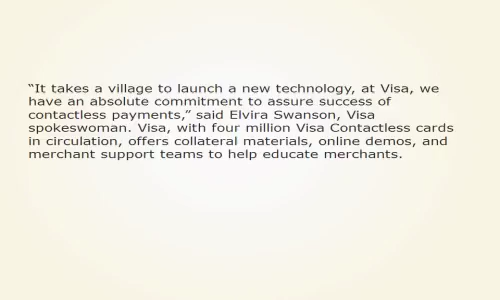 “It takes a village to launch a new technology, at Visa, we
have an absolute commitment to assure success of
contactless payments,” said Elvira Swanson, Visa
spokeswoman. Visa, with four million Visa Contactless cards
in circulation, offers collateral materials, online demos, and
merchant support teams to help educate merchants.